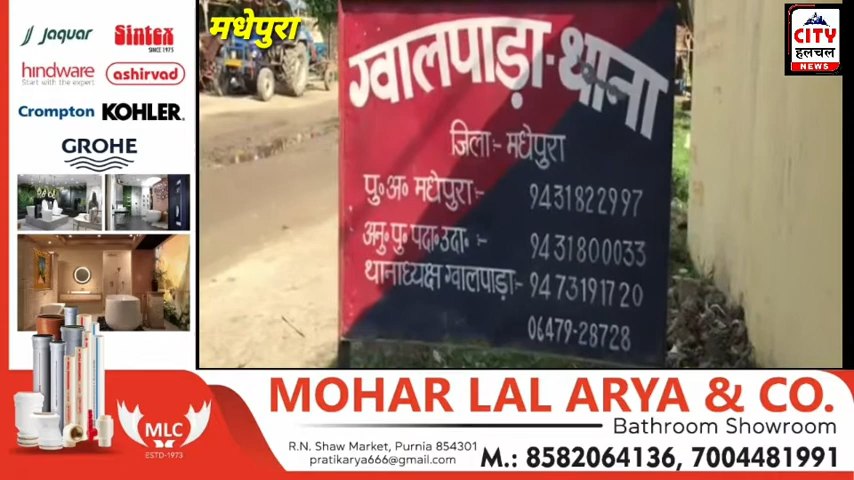 Jaquar
Sintex
SINCE 1975
hindware
Start with the expert
ashirvad
Crompton
KOHLER.
GROHE
मधेपुरा
CITY
हलचल
NEWS
ग्वालपाड़ा-थाना
जिला:- मधेपुरा
पु॰अ॰ मधेपुरा:- 9431822997
अनु॰पु॰पदा॰उदा॰:- 9431800033
थानाध्यक्ष ग्वालपाड़ा:- 9473191720
06479-28728
MLC
ESTD-1973
MOHAR LAL ARYA & CO.
Bathroom Showroom
R.N. Shaw Market, Purnia 854301
pratikarya666@gmail.com
M.: 8582064136, 7004481991